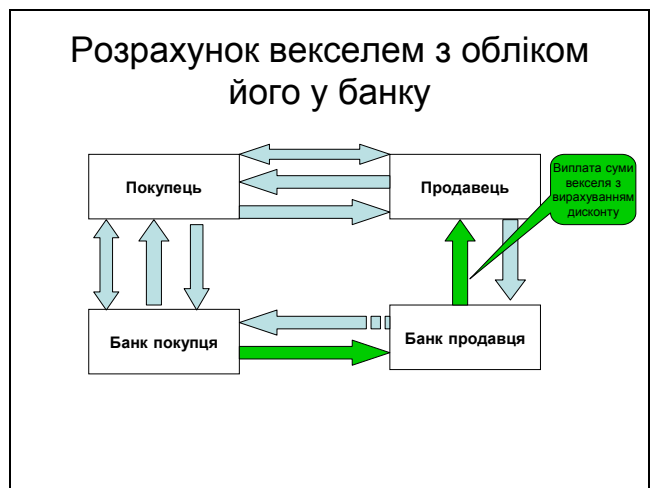 Розрахунок векселем з обліком
його у банку
Покупець
Продавець
Виплата суми
векселя з
вирахуванням
дисконту
Банк покупця
Банк продавця